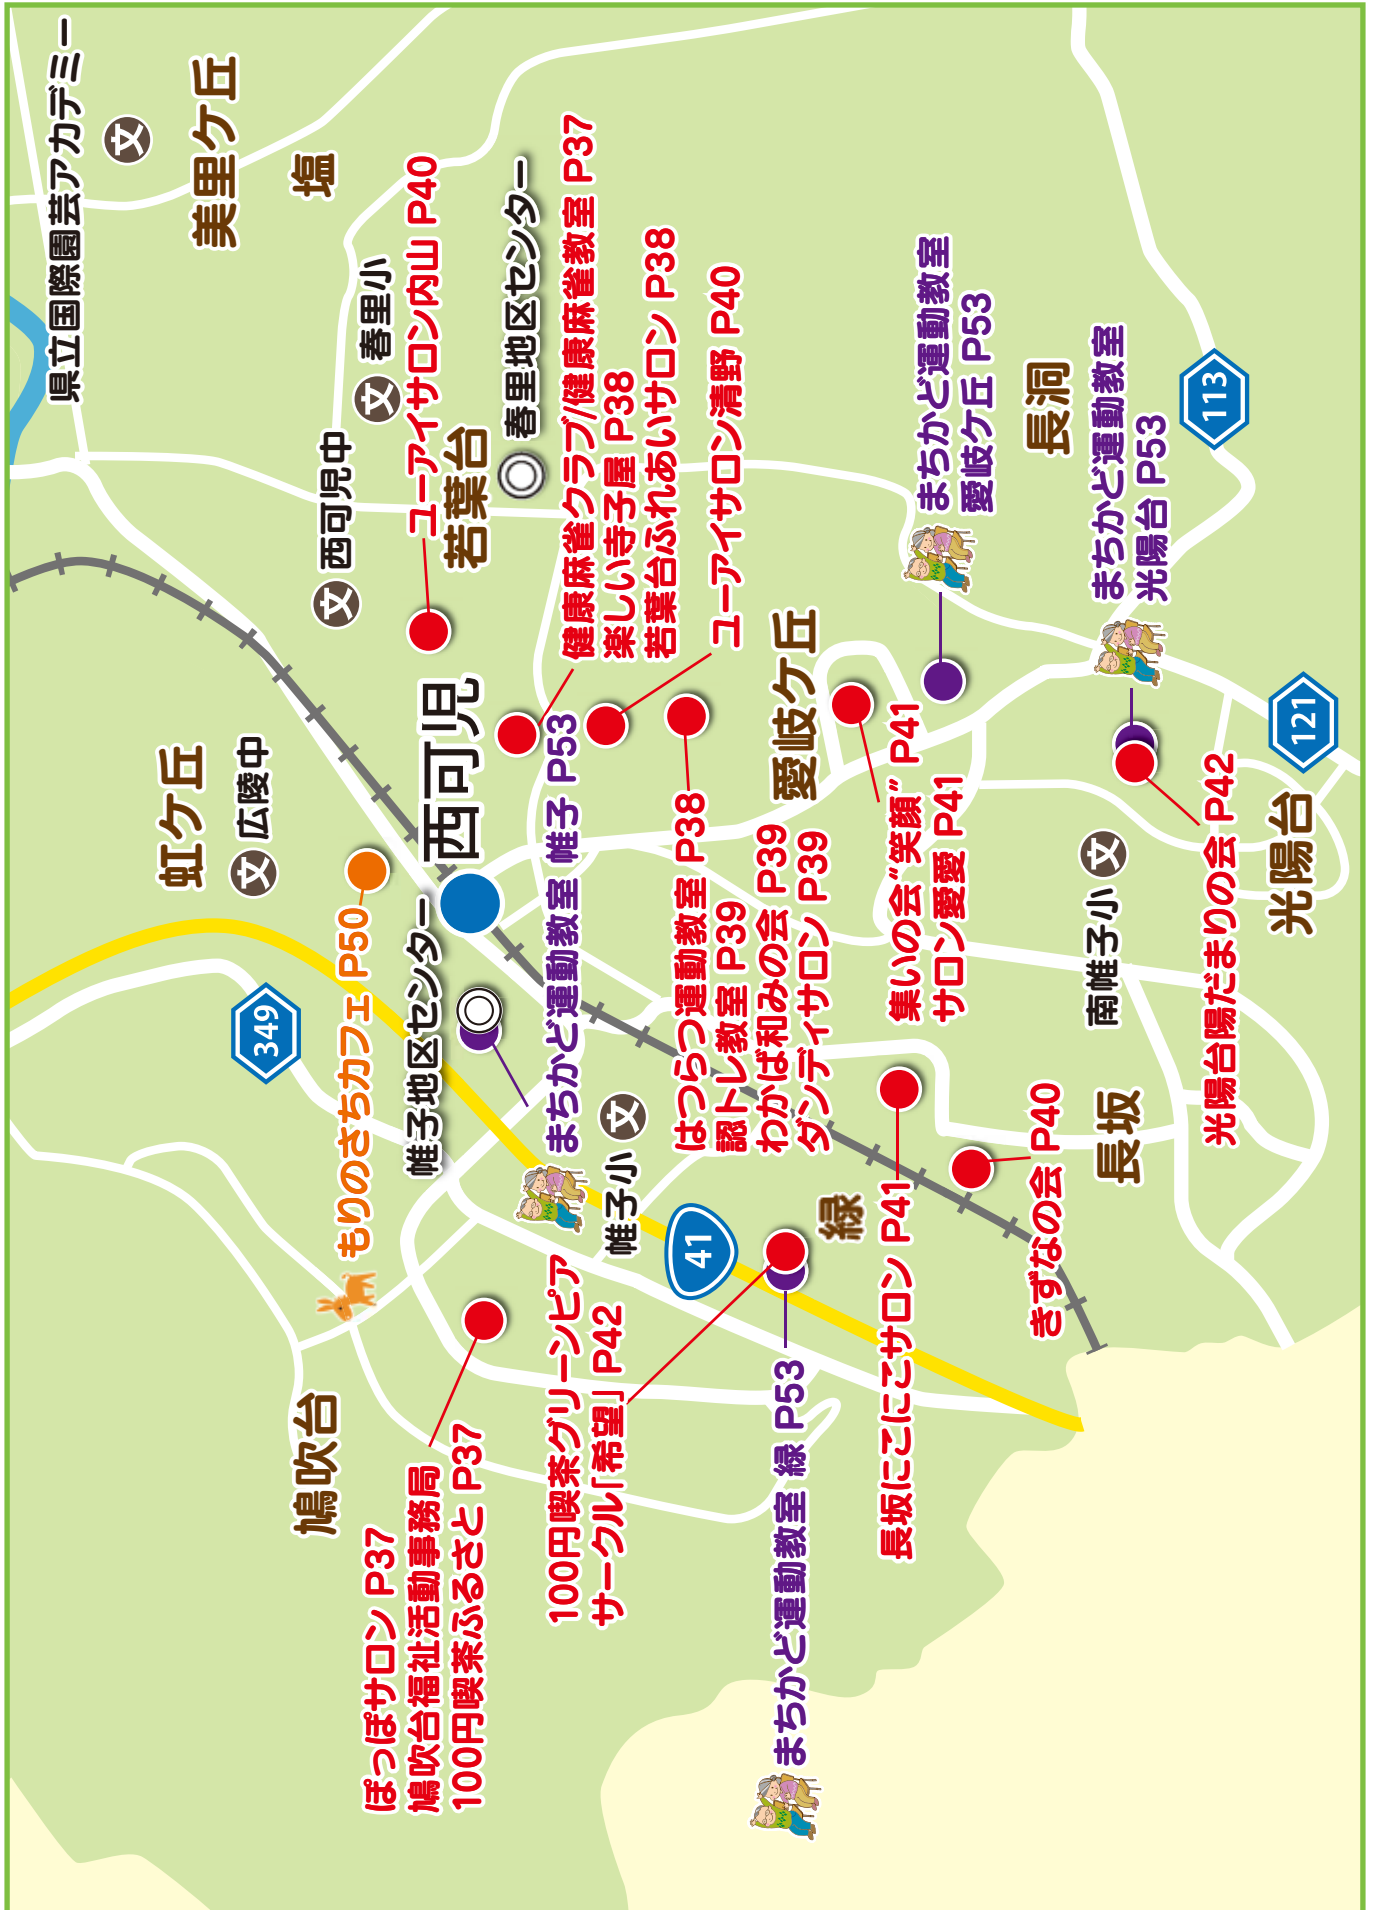 県立国際園芸アカデミー
文
美里ケ丘
塩
文 春里小
文 西可児中
ユーアイサロン内山 P40
若葉台
春里地区センター
健康麻雀クラブ/健康麻雀教室 P37
楽しい寺子屋 P38
若葉台ふれあいサロン P38
ユーアイサロン清野 P40
まちかど運動教室
愛岐ケ丘 P53
長洞
まちかど運動教室
光陽台 P53
113
121
虹ケ丘
文 広陵中
西可児
愛岐ケ丘
もりのさちカフェ P50
349
帷子地区センター
まちかど運動教室 帷子 P53
はつらつ運動教室 P38
認トレ教室 P39
わかば和みの会 P39
ダンディサロン P39
集いの会“笑顔” P41
サロン愛愛 P41
南帷子小 文
光陽台陽だまりの会 P42
光陽台
帷子小 文
41
緑
長坂にこにこサロン P41
きずなの会 P40
長坂
鳩吹台
ぽっぽサロン P37
鳩吹台福祉活動事務局
100円喫茶ふるさと P37
100円喫茶グリーンピア
サークル「希望」 P42
まちかど運動教室 緑 P53